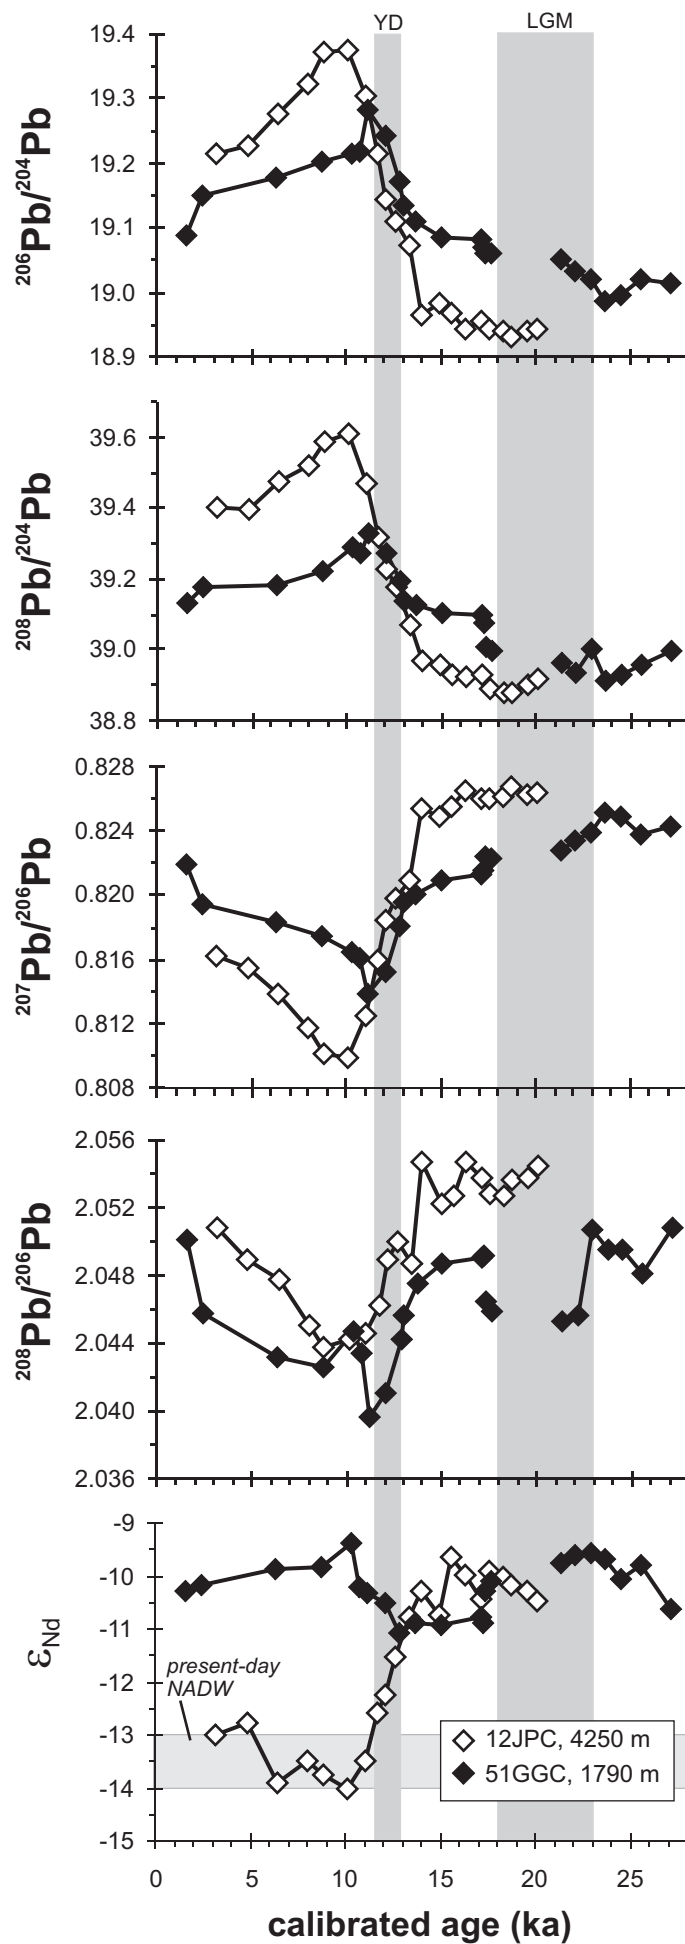 YD
LGM
19.4
19.3
19.2
19.1
19.0
18.9
²⁰⁶Pb/²⁰⁴Pb
39.6
39.4
39.2
39.0
38.8
²⁰⁸Pb/²⁰⁴Pb
0.828
0.824
0.820
0.816
0.812
0.808
²⁰⁷Pb/²⁰⁶Pb
2.056
2.052
2.048
2.044
2.040
2.036
²⁰⁸Pb/²⁰⁶Pb
-9
-10
-11
-12
-13
-14
-15
εNd
present-day
NADW
12JPC, 4250 m
51GGC, 1790 m
0 5 10 15 20 25
calibrated age (ka)